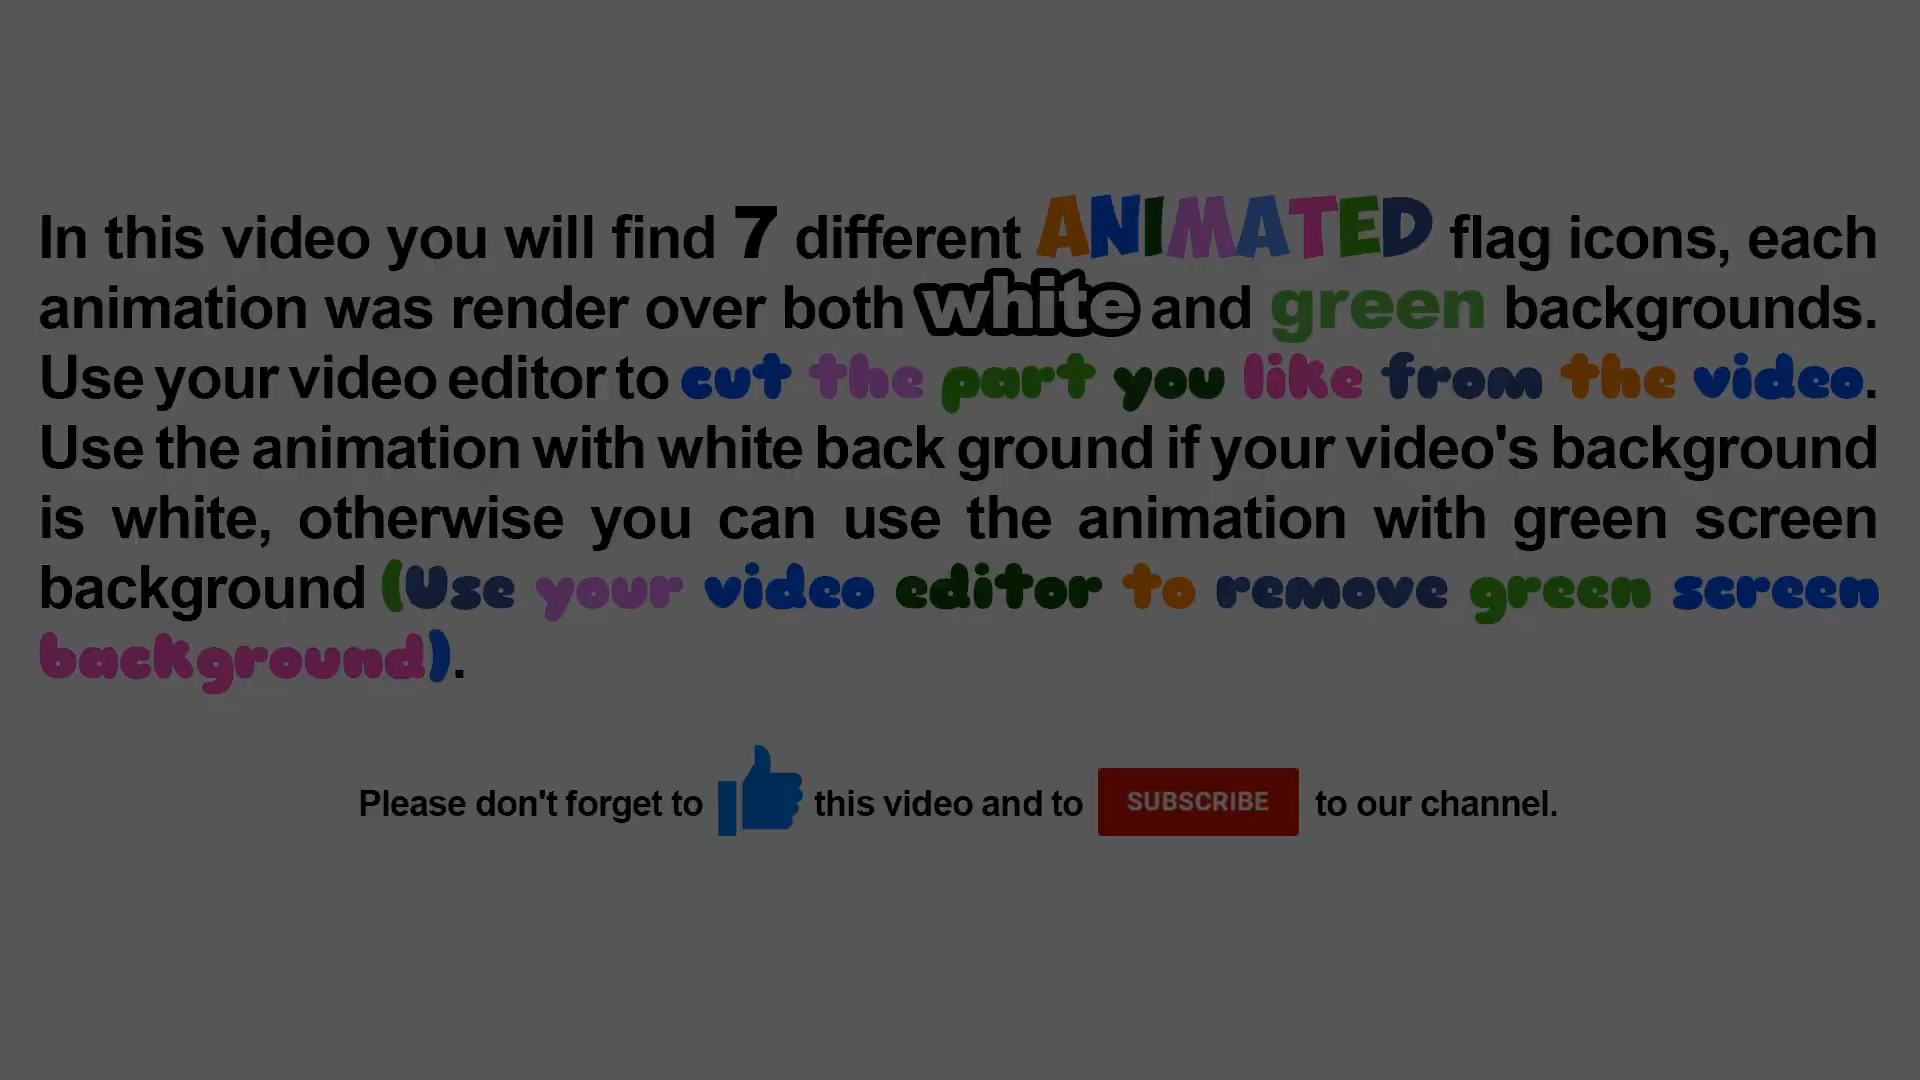 In this video you will find 7 different ANIMATED flag icons, each
animation was render over both white and green backgrounds.
Use your video editor to cut the part you like from the video.
Use the animation with white back ground if your video's background
is white, otherwise you can use the animation with green screen
background (Use your video editor to remove green screen
background).
Please don't forget to this video and to SUBSCRIBE to our channel.